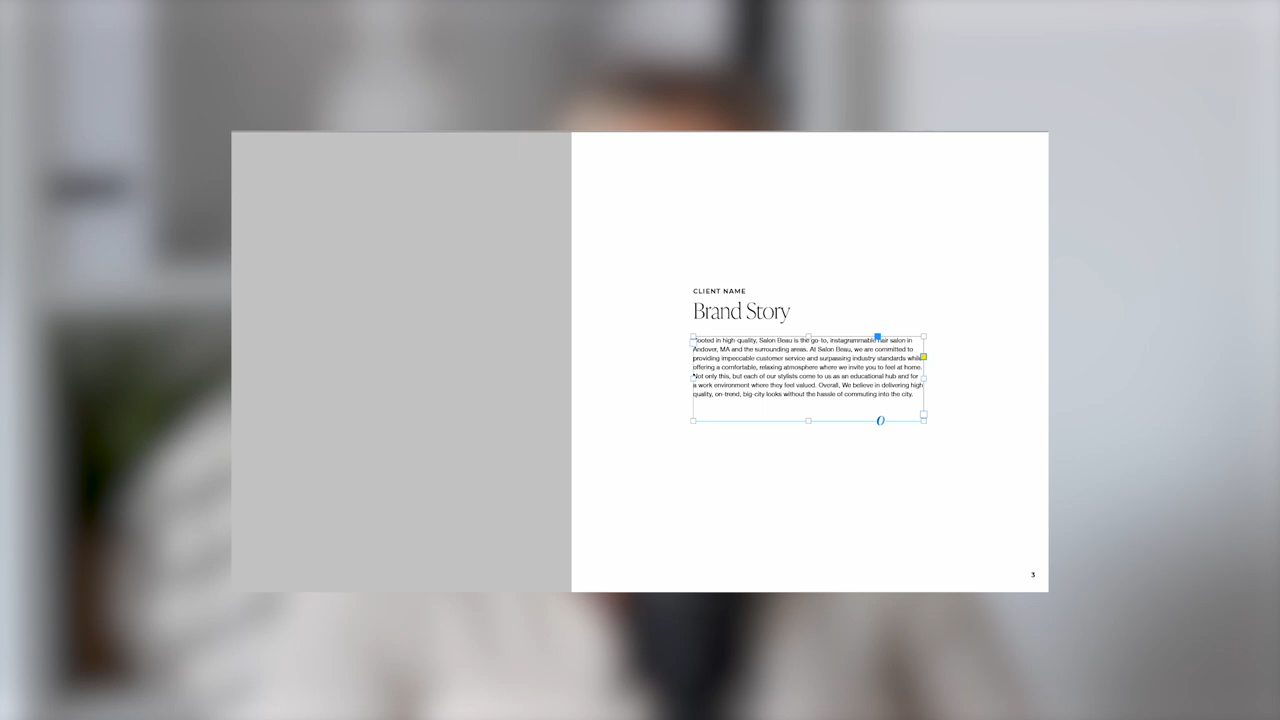 CLIENT NAME
Brand Story
Rooted in high-quality, Salon Beau is the go-to, instagrammable hair salon in
Andover, MA and the surrounding areas. At Salon Beau, we are committed to
providing impeccable customer service and surpassing industry standards while
offering a comfortable, relaxing atmosphere where we invite you to feel at home.
Not only this, but each of our stylists come to us as an educational hub and for
a work environment where they feel valued. Overall, We believe in delivering high
quality, on-trend, big-city looks without the hassle of commuting into the city.
3